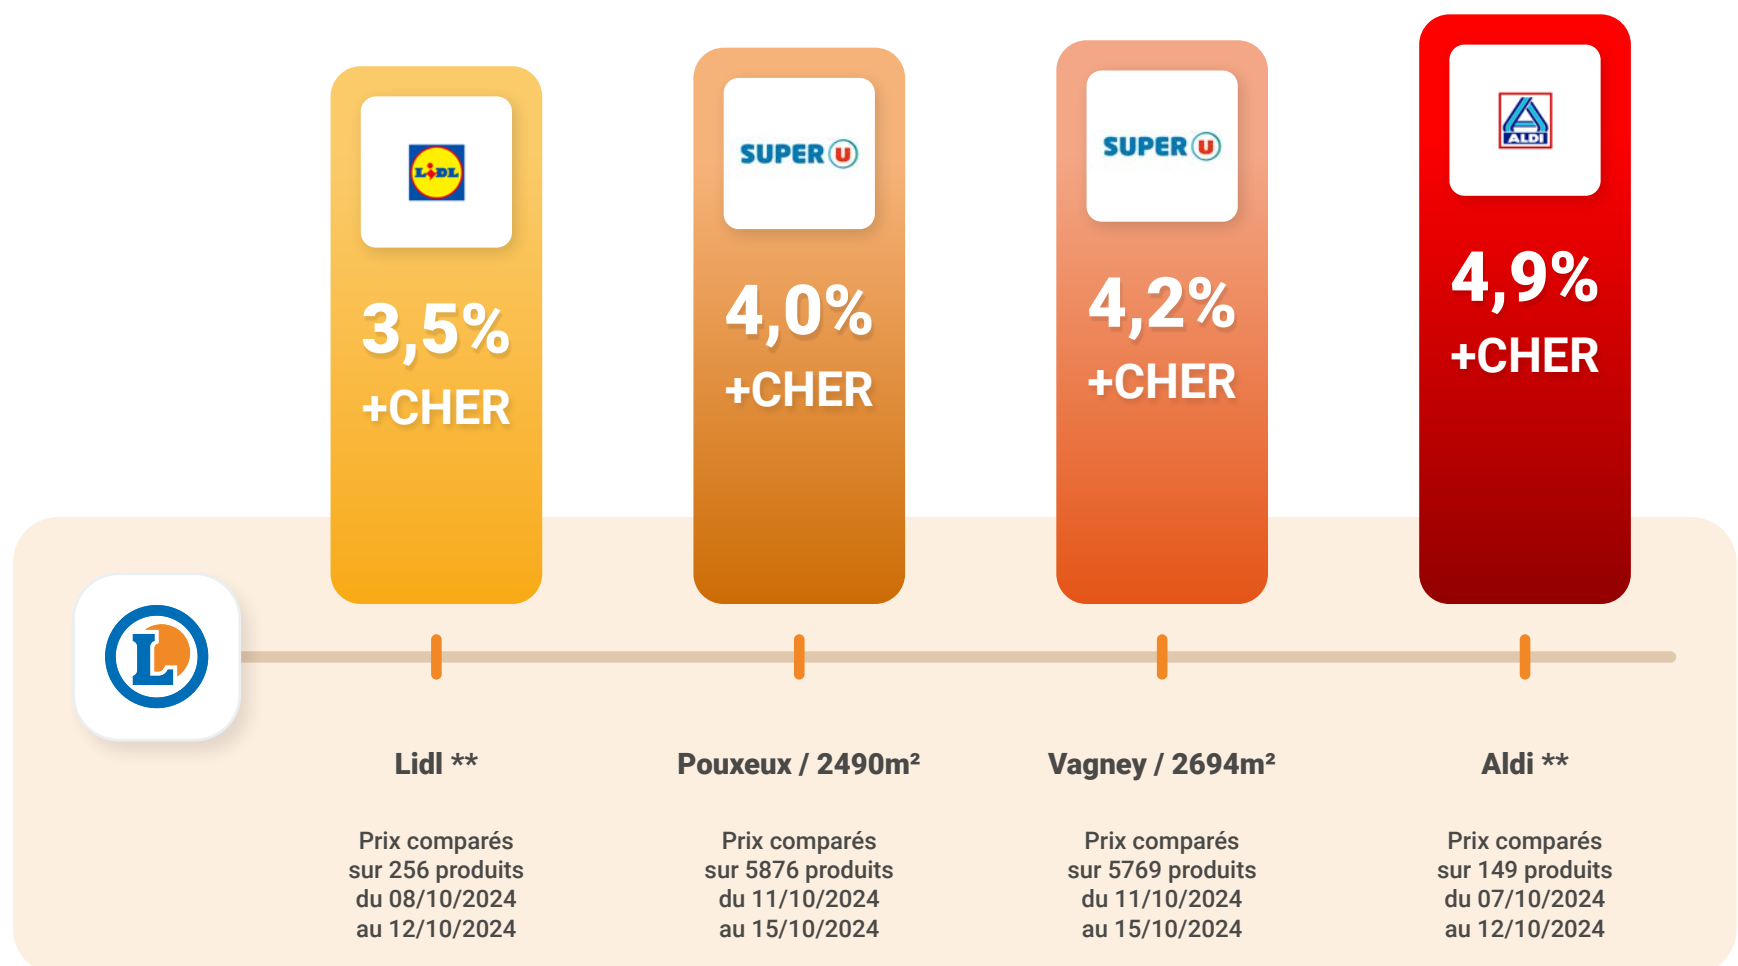 LiDL
3,5%
+CHER
SUPER U
4,0%
+CHER
SUPER U
4,2%
+CHER
ALDI
4,9%
+CHER
L
Lidl **
Prix comparés
sur 256 produits
du 08/10/2024
au 12/10/2024
Pouxeux / 2490m²
Prix comparés
sur 5876 produits
du 11/10/2024
au 15/10/2024
Vagney / 2694m²
Prix comparés
sur 5769 produits
du 11/10/2024
au 15/10/2024
Aldi **
Prix comparés
sur 149 produits
du 07/10/2024
au 12/10/2024